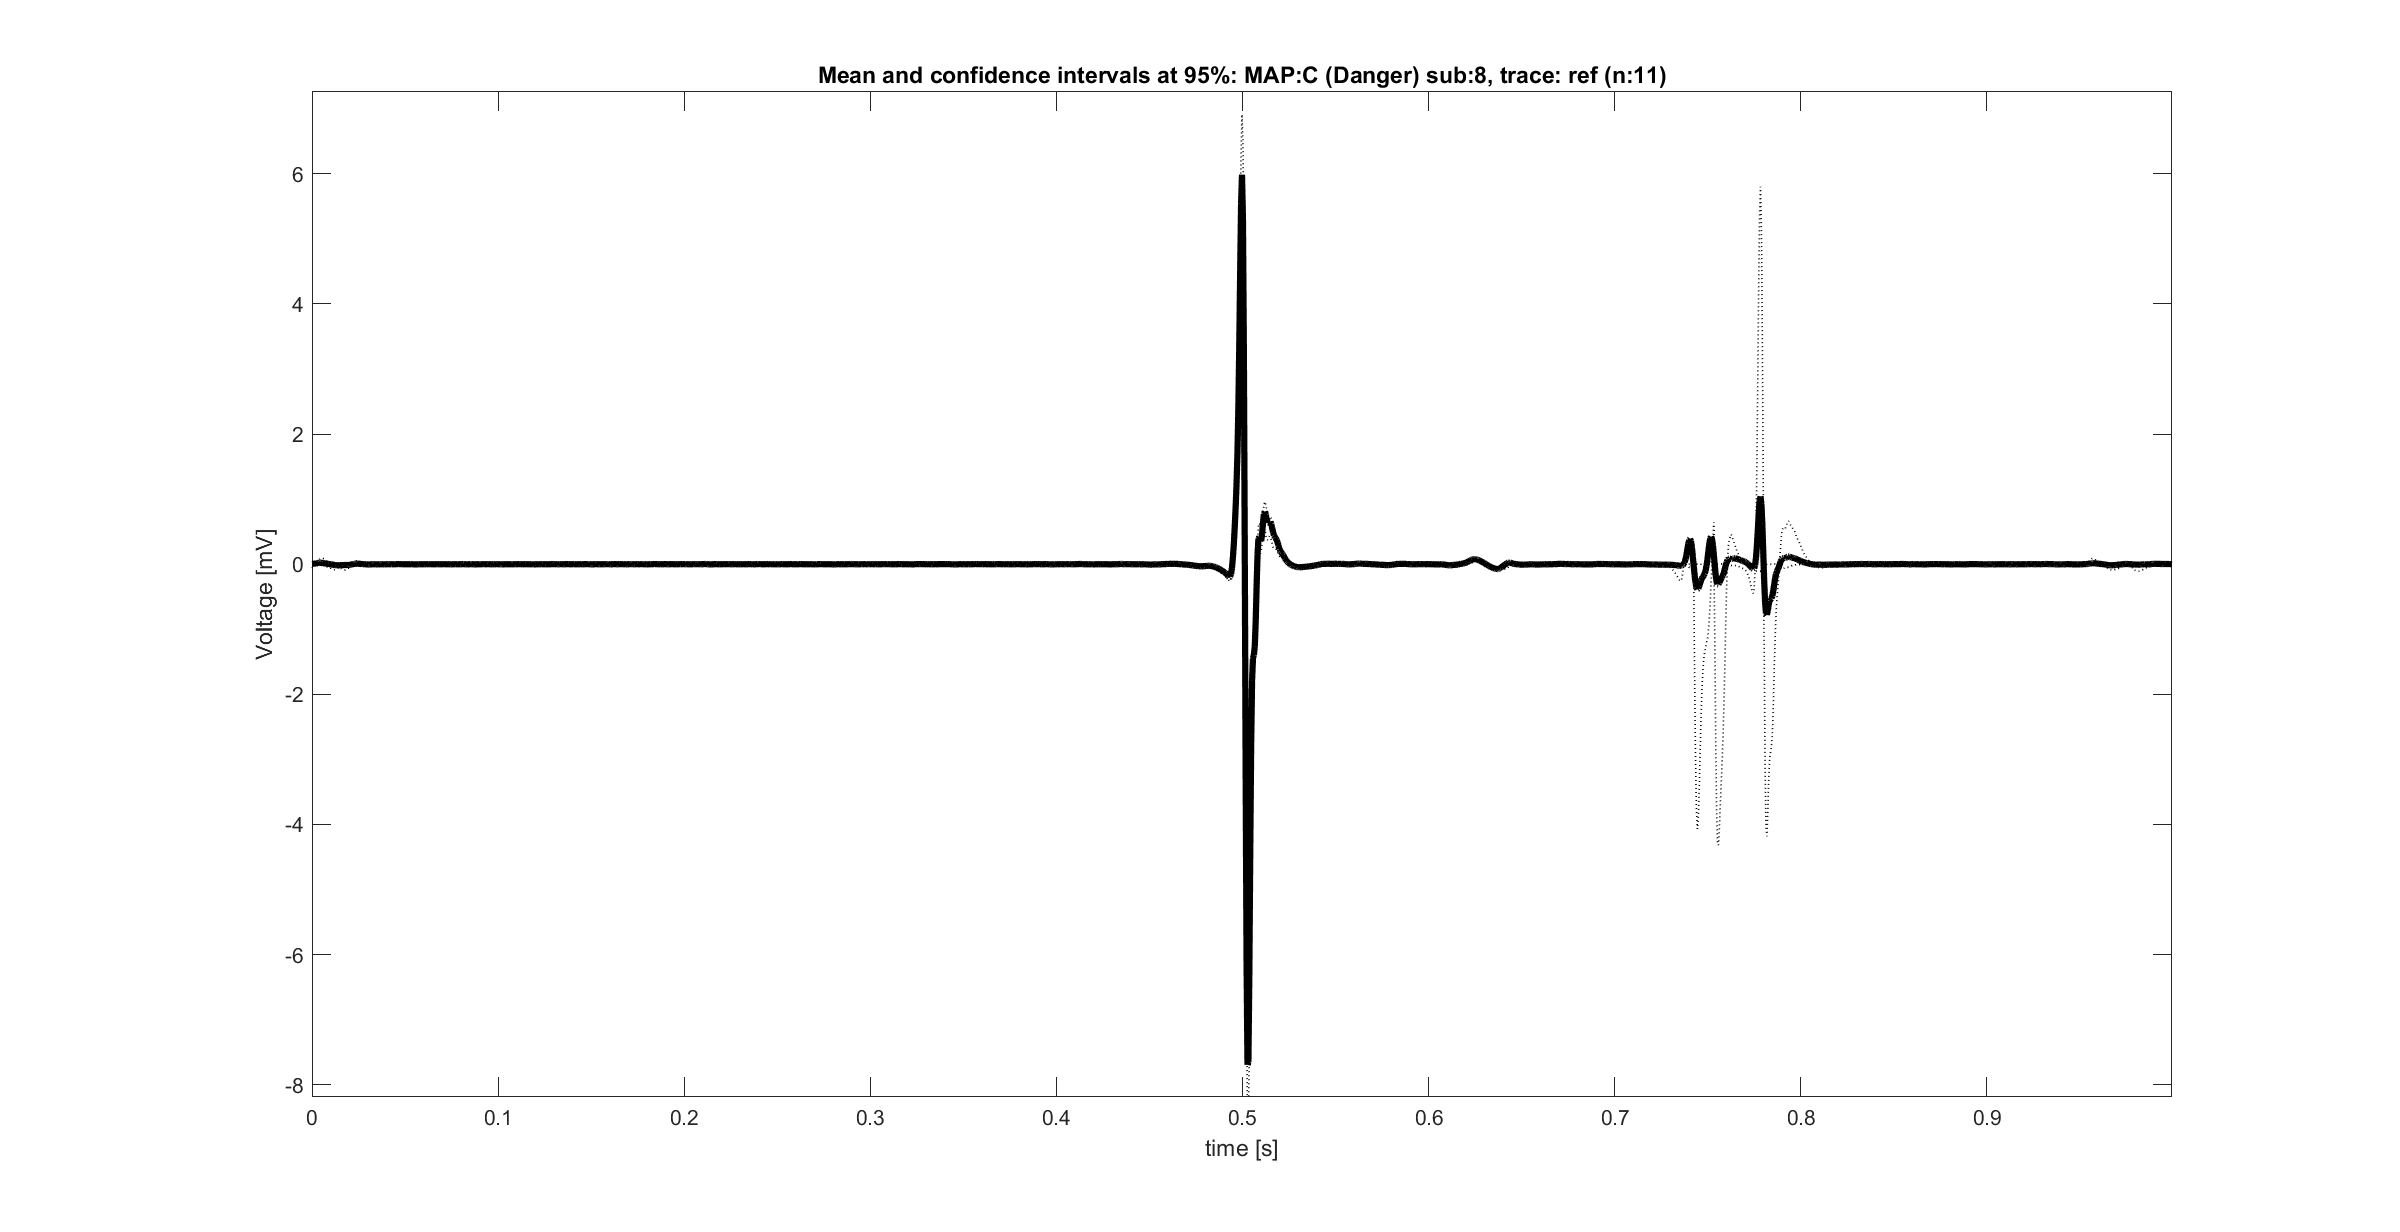 Mean and confidence intervals at 95%: MAP:C (Danger) sub:8, trace: ref (n:11)
Voltage [mV]
6
4
2
0
-2
-4
-6
-8
0 0.1 0.2 0.3 0.4 0.5 0.6 0.7 0.8 0.9
time [s]